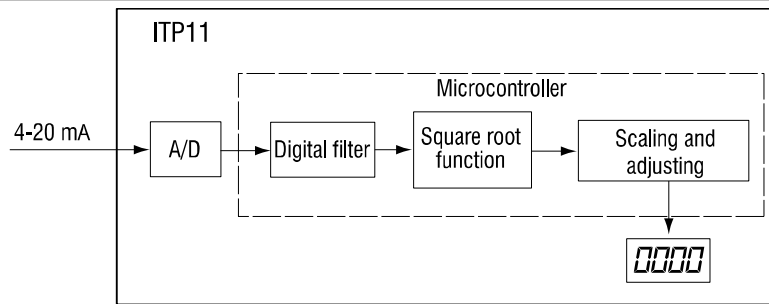 ITP11
Microcontroller
4-20 mA
A/D
Digital filter
Square root
function
Scaling and
adjusting
0000